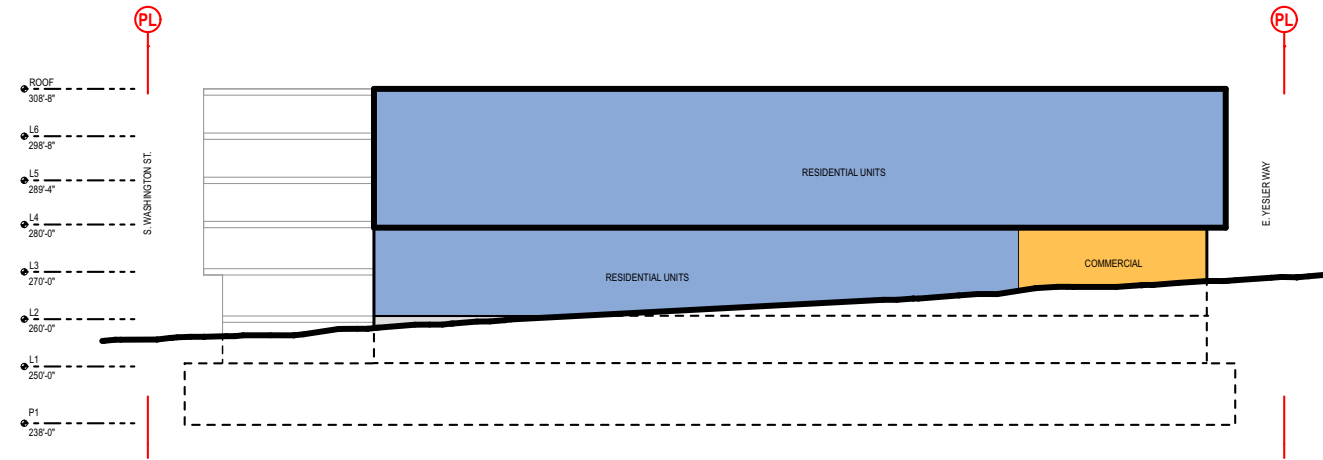 PL
PL
ROOF
308'-8"
L6
298'-8"
L5
289'-4"
L4
280'-0"
L3
270'-0"
L2
260'-0"
L1
250'-0"
P1
238'-0"
S. WASHINGTON ST.
RESIDENTIAL UNITS
RESIDENTIAL UNITS
COMMERCIAL
E. YESLER WAY